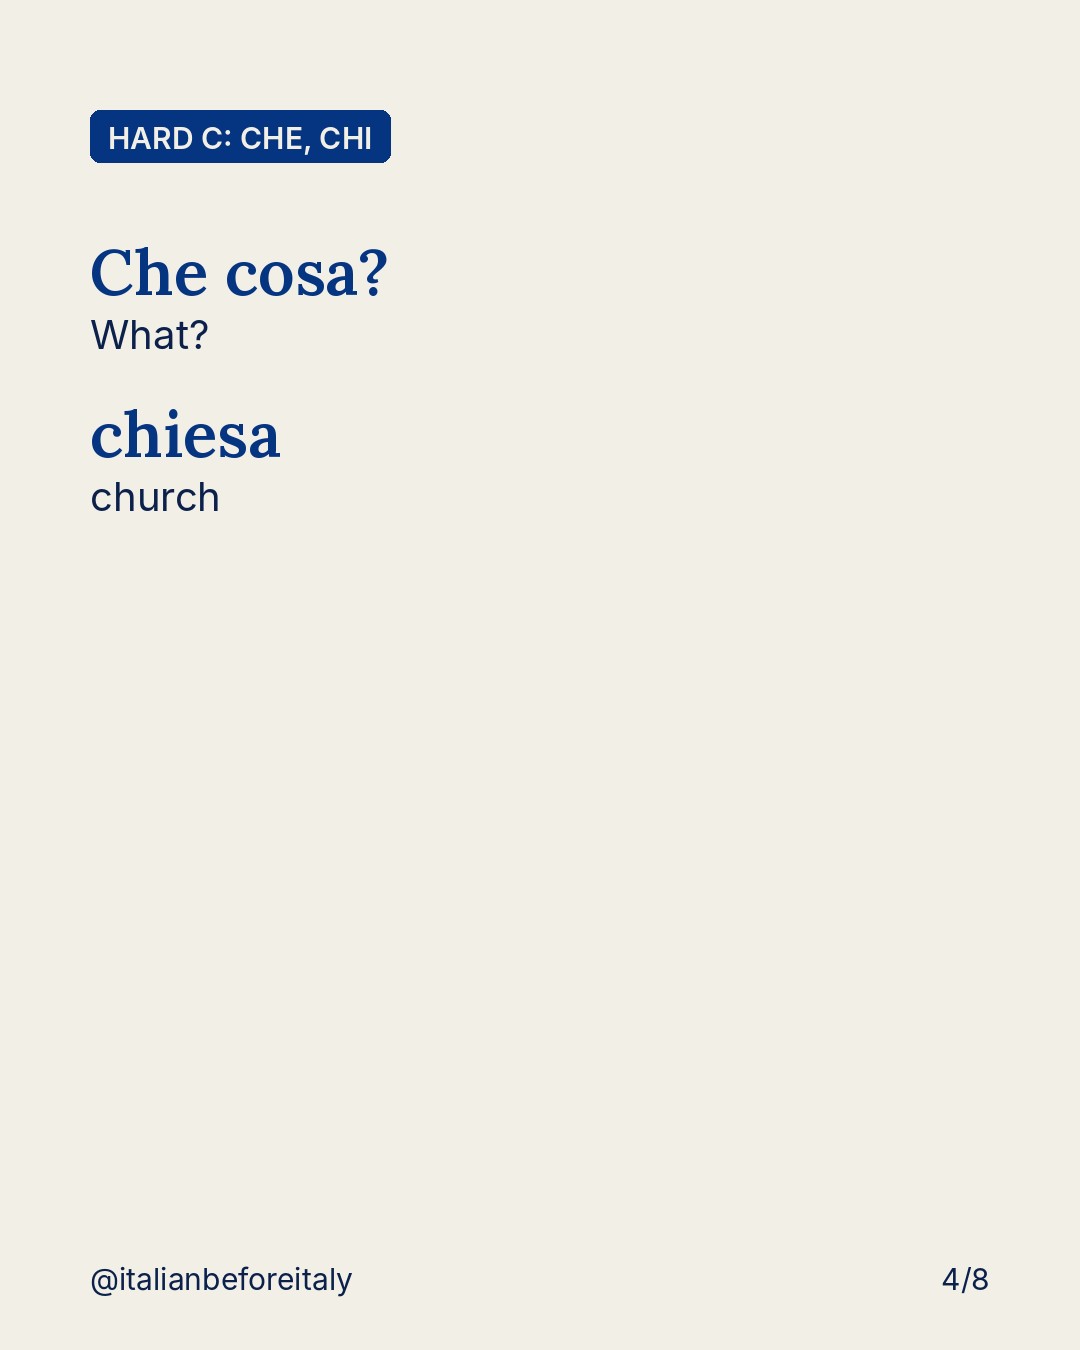 HARD C: CHE, CHI
Che cosa?
What?
chiesa
church
@italianbeforeitaly
4/8